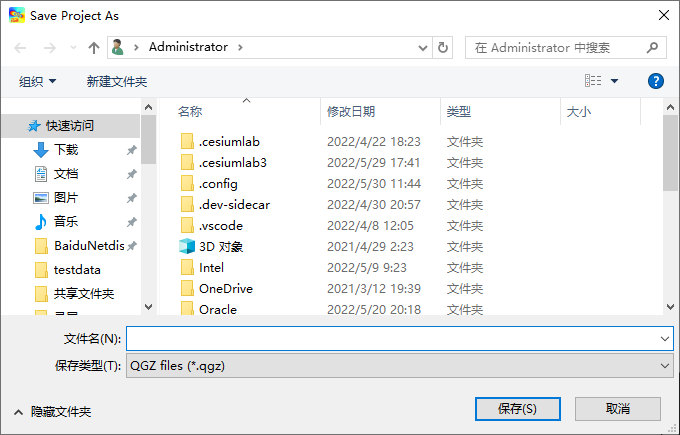 Save Project As
Administrator
在 Administrator 中搜索
组织 新建文件夹
名称 修改日期 类型 大小
快速访问
下载
文档
图片
音乐
BaiduNetdis
testdata
共享文件夹
.cesiumlab 2022/4/22 18:23 文件夹
.cesiumlab3 2022/5/29 17:41 文件夹
.config 2022/5/30 11:44 文件夹
.dev-sidecar 2022/4/30 20:57 文件夹
.vscode 2022/4/8 12:05 文件夹
3D 对象 2021/4/29 2:23 文件夹
Intel 2022/5/9 9:23 文件夹
OneDrive 2021/3/12 19:39 文件夹
Oracle 2022/5/20 20:18 文件夹
文件名(N):
保存类型(T): QGZ files (*.qgz)
隐藏文件夹
保存(S) 取消